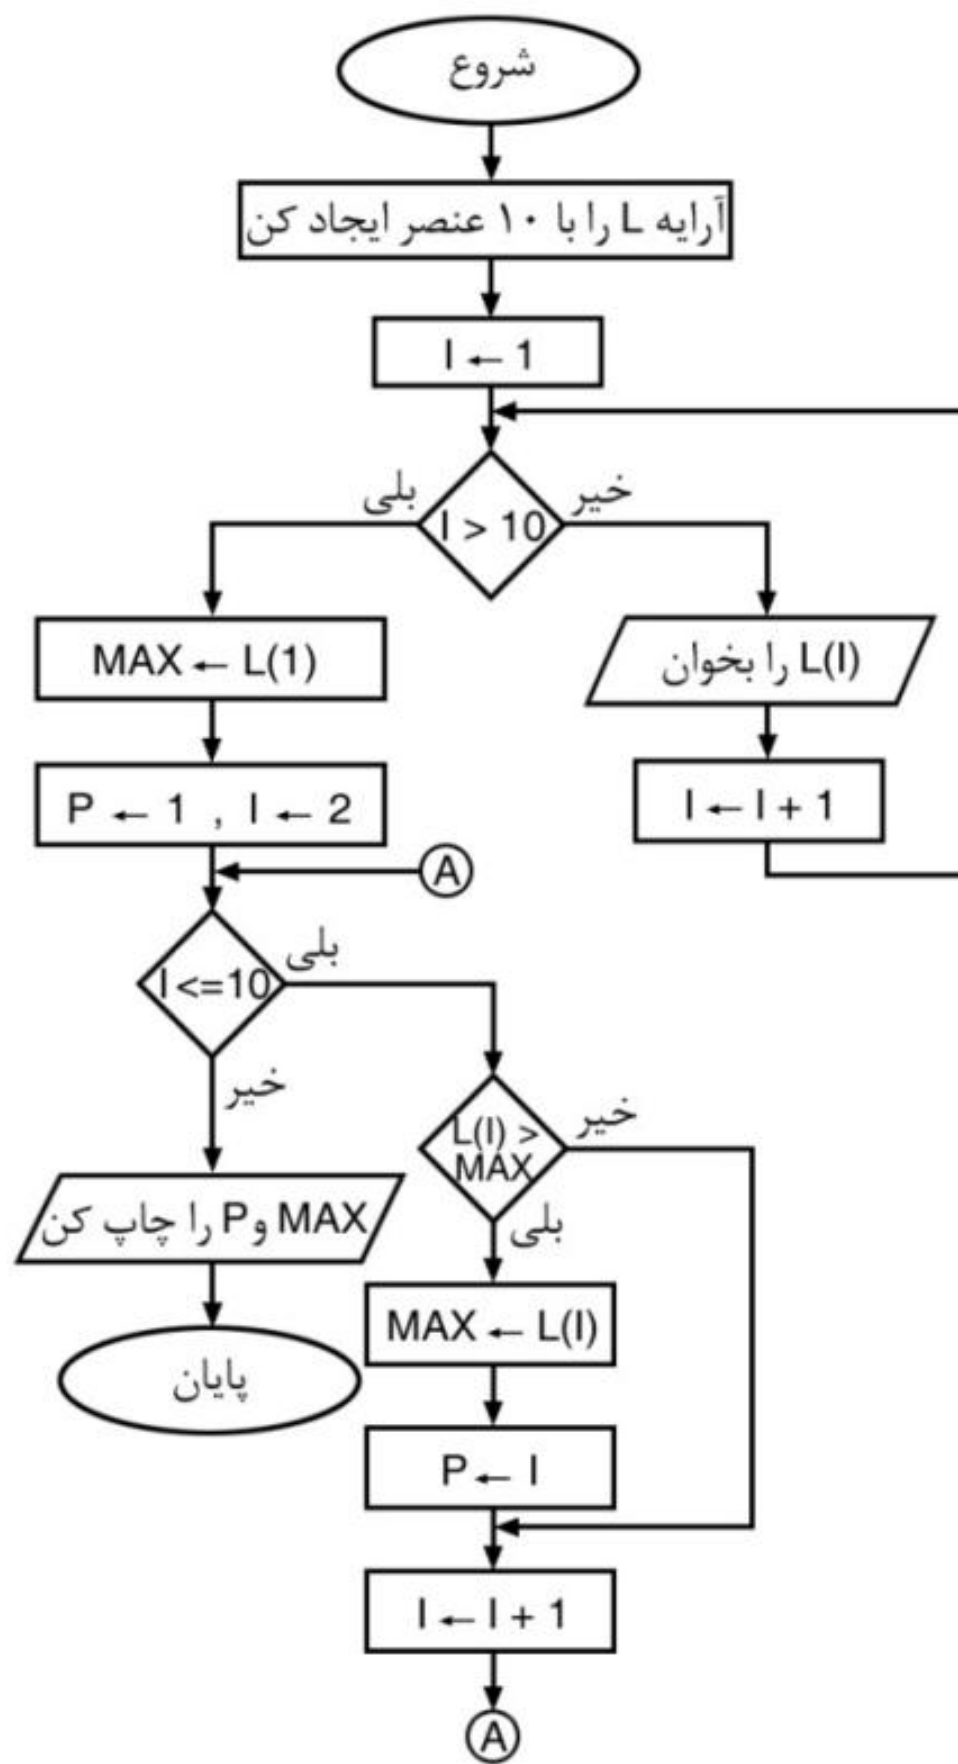 شروع
آرایه L را با ۱۰ عنصر ایجاد کن
I ← 1
بلی
خیر
I > 10
MAX ← L(1)
L(I) را بخوان
P ← 1 , I ← 2
I ← I + 1
A
بلی
I <=10
خیر
L(I) >
MAX
خیر
بلی
MAX و P را چاپ کن
MAX ← L(I)
پایان
P ← I
I ← I + 1
A